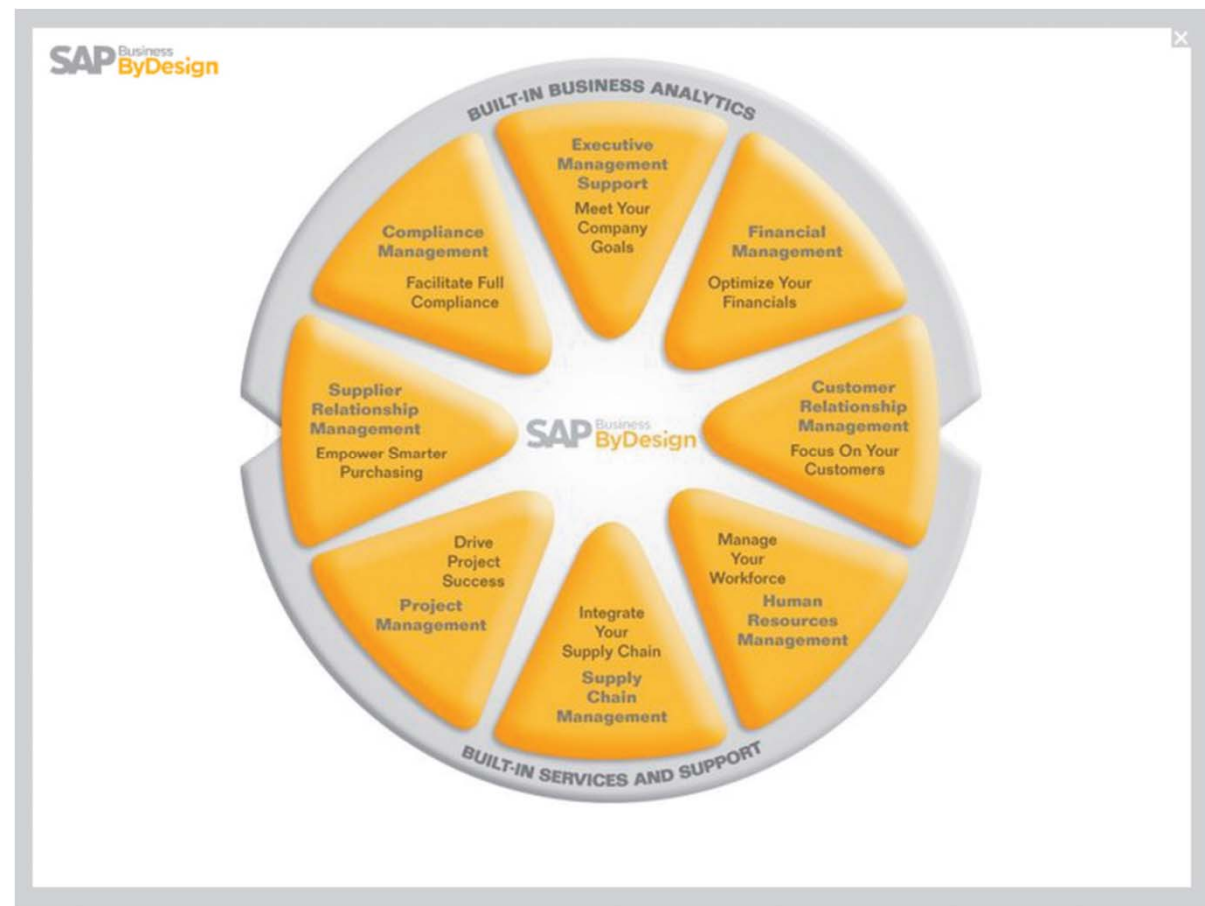 SAP Business ByDesign
BUILT-IN BUSINESS ANALYTICS
Executive
Management
Support
Meet Your
Company
Goals
Financial
Management
Optimize Your
Financials
Customer
Relationship
Management
Focus On Your
Customers
Manage
Your
Workforce
Human
Resources
Management
Integrate
Your
Supply Chain
Supply
Chain
Management
Drive
Project
Success
Project
Management
Supplier
Relationship
Management
Empower Smarter
Purchasing
Compliance
Management
Facilitate Full
Compliance
SAP Business ByDesign
BUILT-IN SERVICES AND SUPPORT